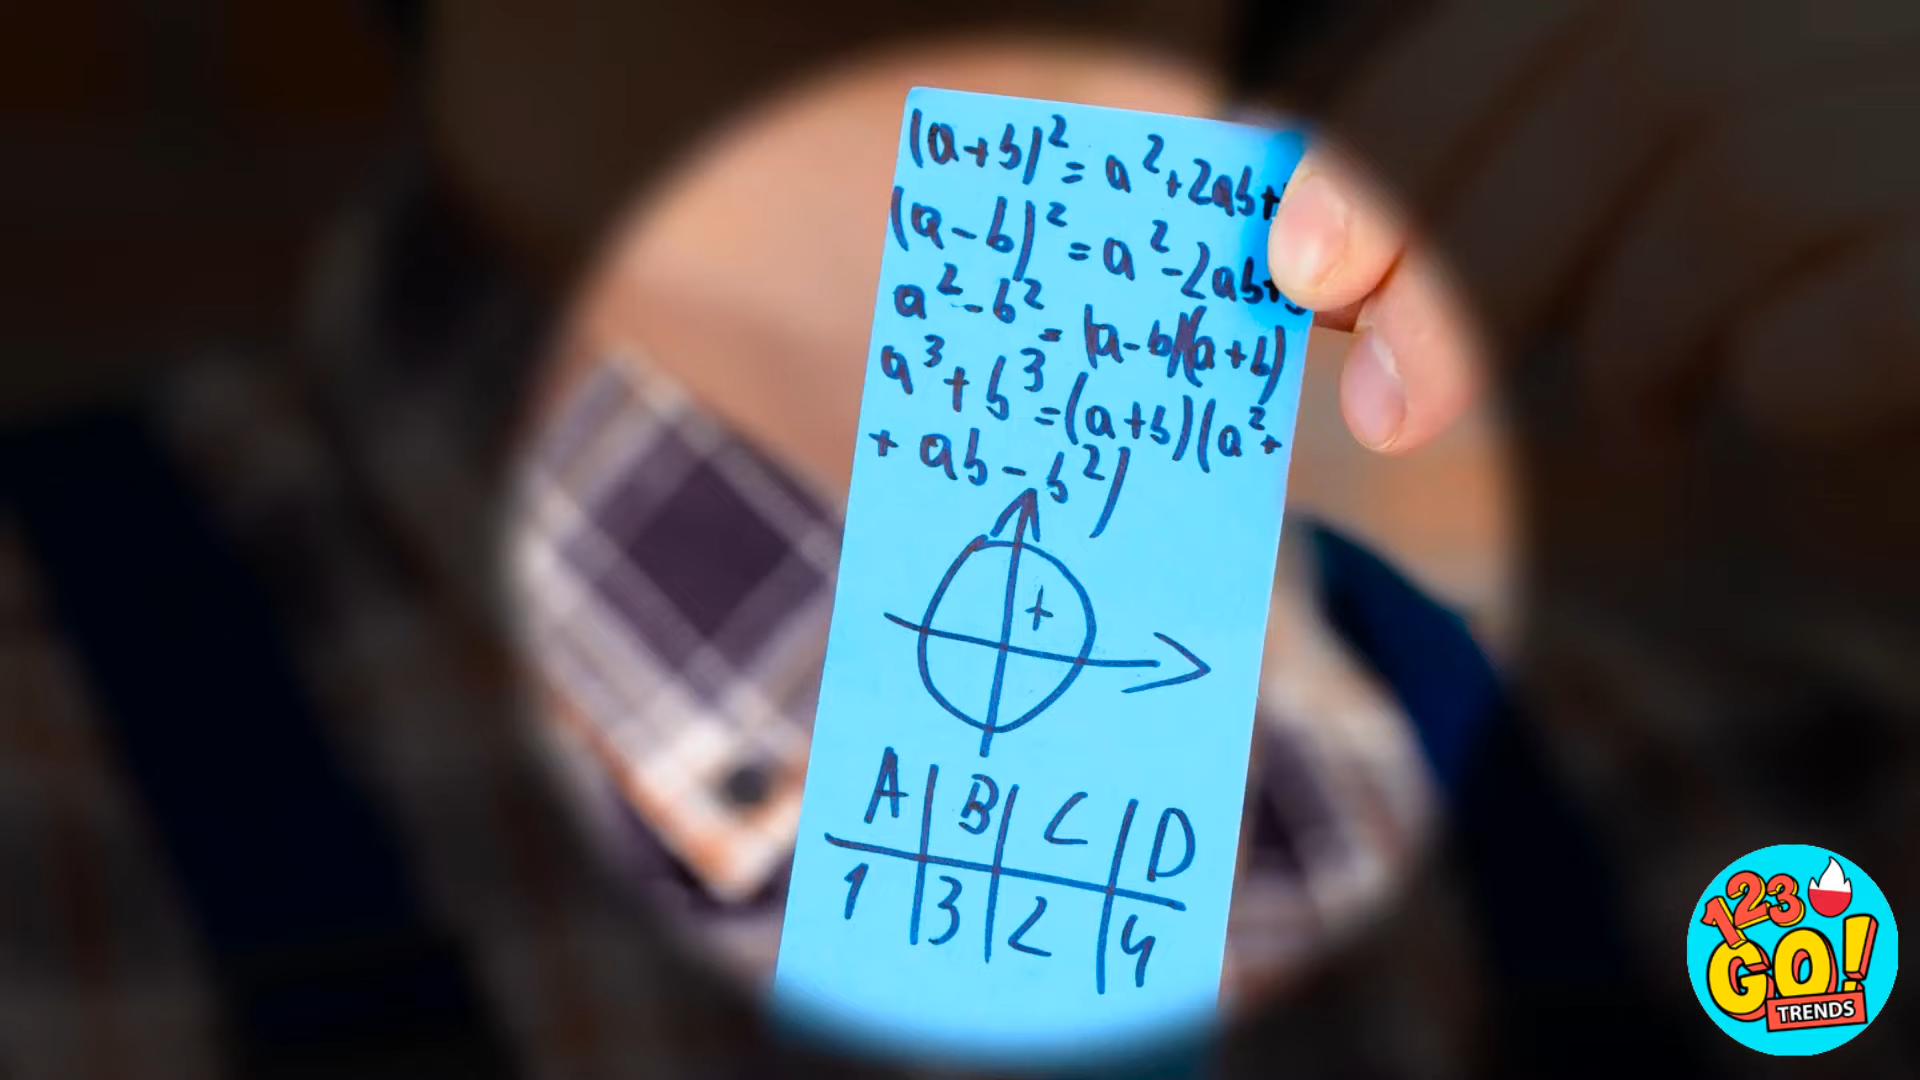 (a+b)² = a²+2ab+
(a-b)² = a²-2ab+
a²-b² = (a-b)(a+b)
a³+b³=(a+b)(a²+
+ab-b²)
+
A | B | C | D
1 | 3 | 2 | 4
123
GO!
TRENDS